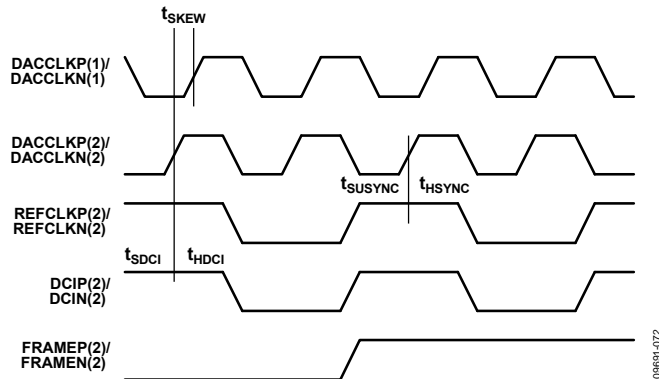 tSKEW
DACCLKP(1)/
DACCLKN(1)
DACCLKP(2)/
DACCLKN(2)
tSUSYNC tHSYNC
REFCLKP(2)/
REFCLKN(2)
tSDCI tHDCI
DCIP(2)/
DCIN(2)
FRAMEP(2)/
FRAMEN(2)
09691-072